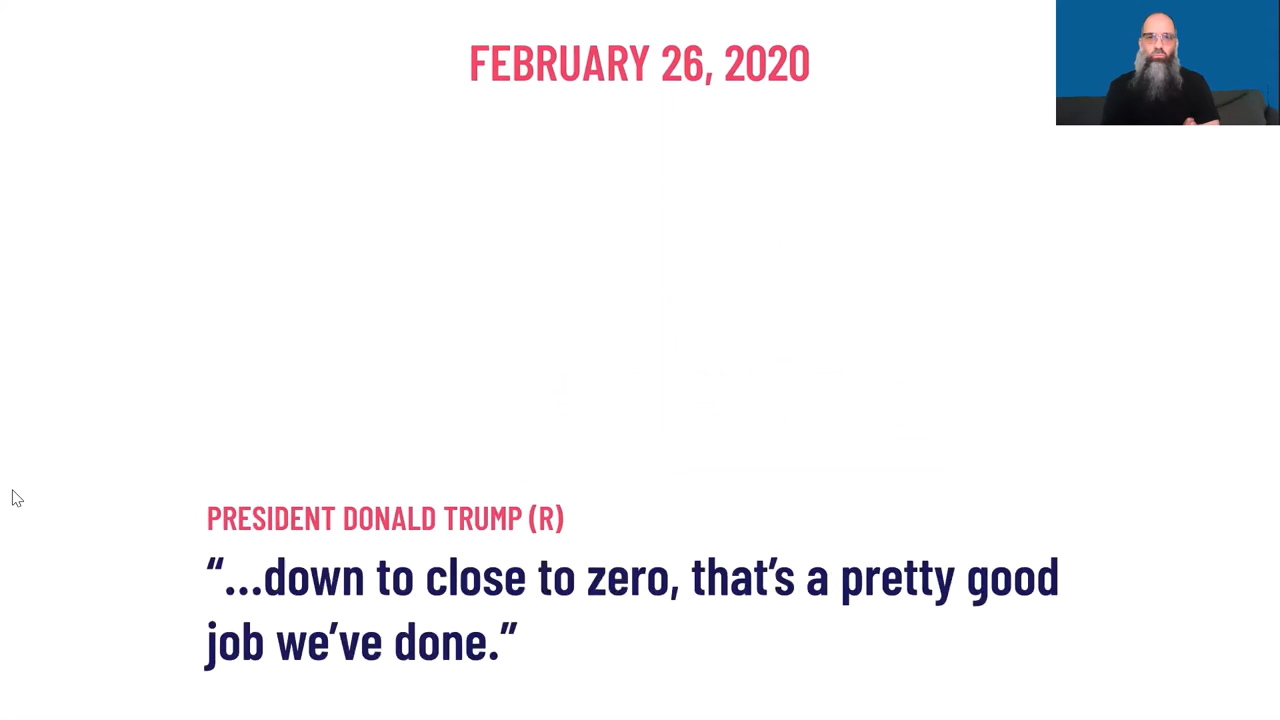 FEBRUARY 26, 2020
PRESIDENT DONALD TRUMP (R)
“...down to close to zero, that’s a pretty good
job we’ve done.”